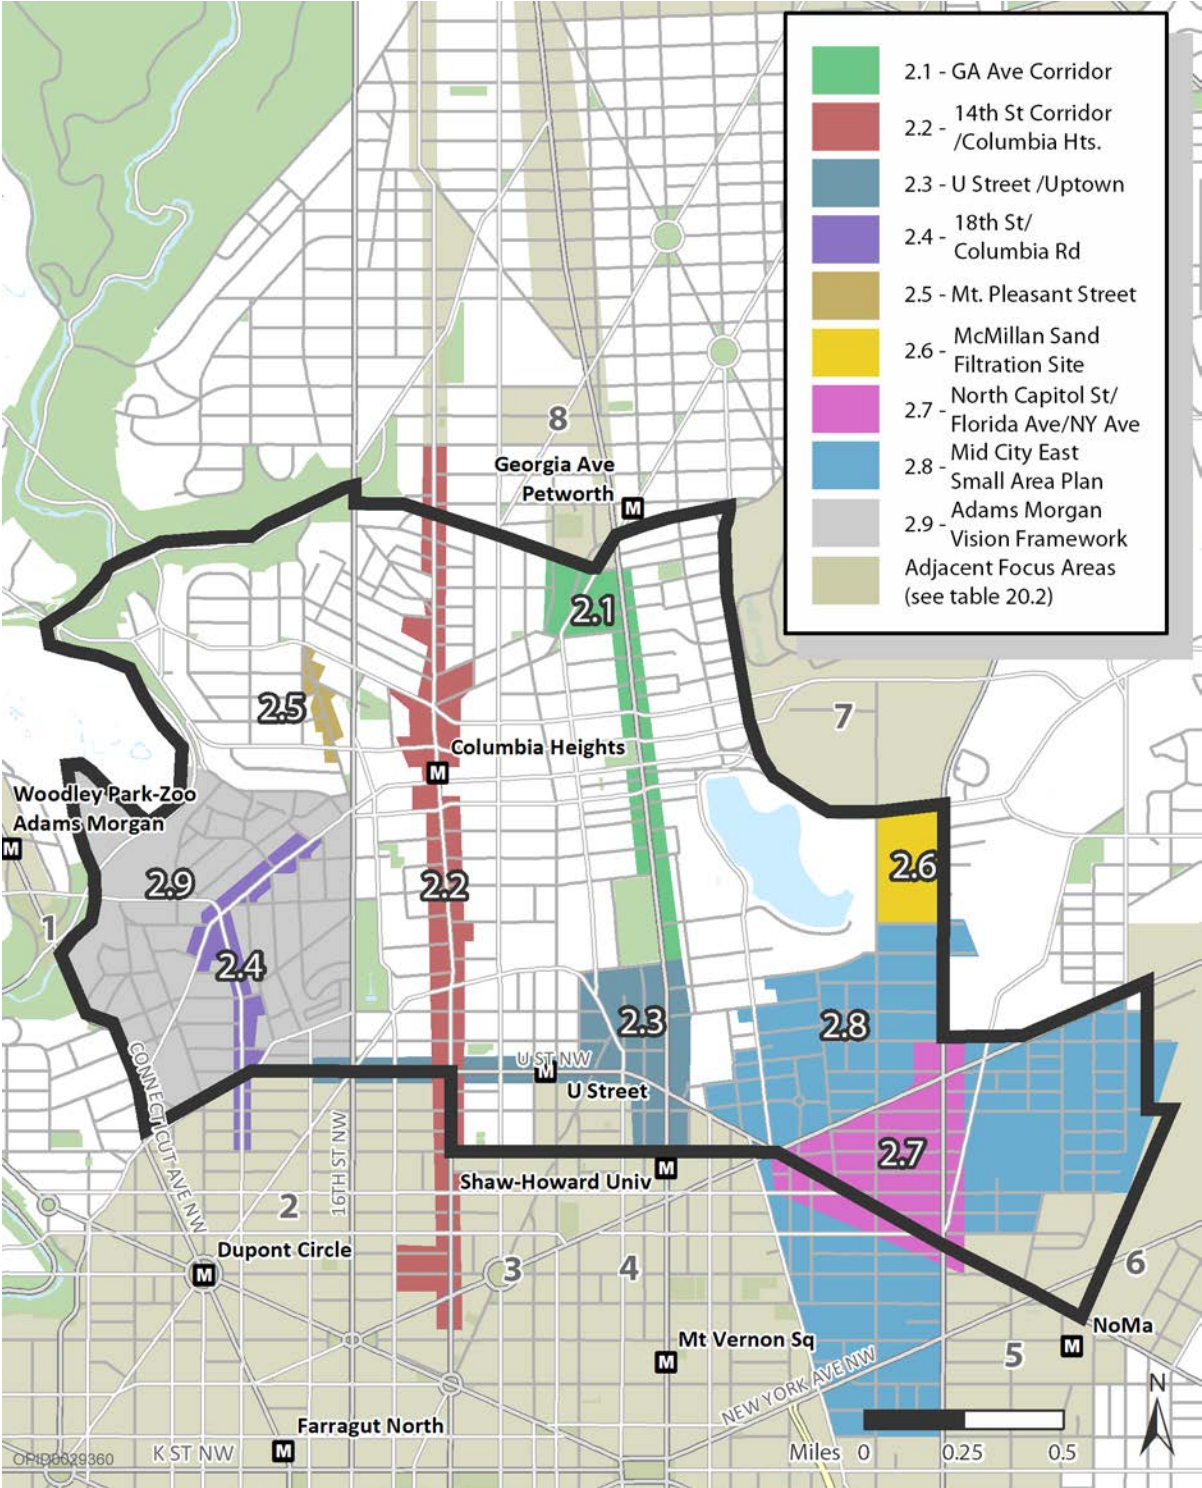 2.1 - GA Ave Corridor
2.2 - 14th St Corridor
/Columbia Hts.
2.3 - U Street /Uptown
2.4 - 18th St/
Columbia Rd
2.5 - Mt. Pleasant Street
2.6 - McMillan Sand
Filtration Site
2.7 - North Capitol St/
Florida Ave/NY Ave
2.8 - Mid City East
Small Area Plan
2.9 - Adams Morgan
Vision Framework
Adjacent Focus Areas
(see table 20.2)
8
Georgia Ave
Petworth
M
2.1
2.5
7
Columbia Heights
M
Woodley Park-Zoo
Adams Morgan
M
2.9
2.2
2.6
1
2.4
2.3
2.8
CONNECTICUT AVE NW
U ST NW
M
U Street
2.7
16TH ST NW
M
Shaw-Howard Univ
2
Dupont Circle
M
3
4
6
NoMa
M
Mt Vernon Sq
M
5
NEW YORK AVE NW
N
Farragut North
M
K ST NW
OPID0029360
Miles 0 0.25 0.5